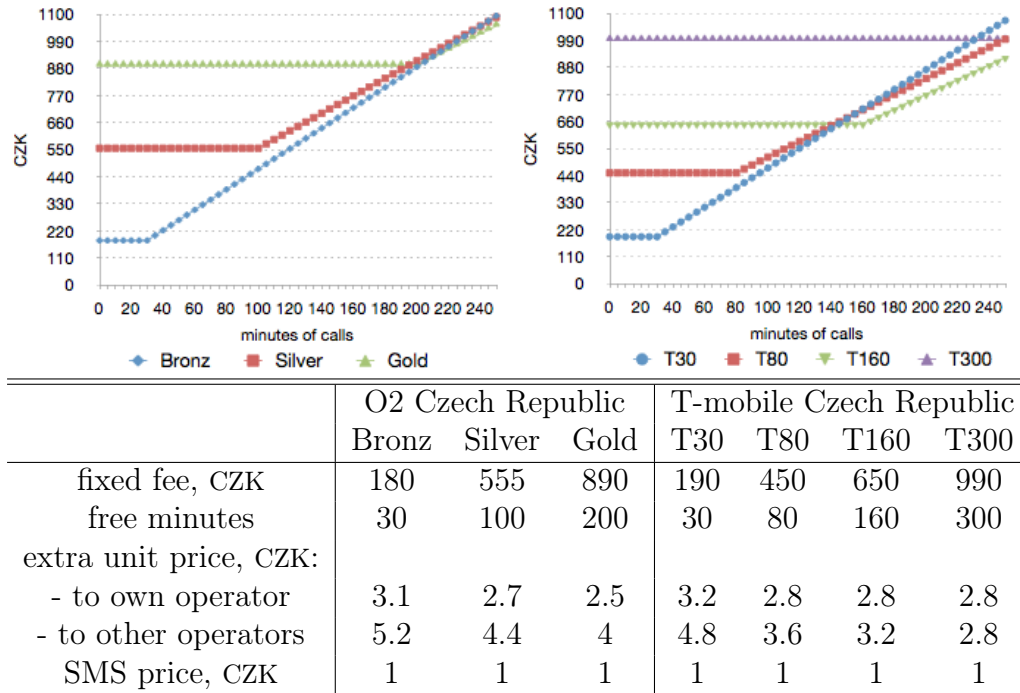 1100
990
880
770
660
550
440
330
220
110
0
CZK
0 20 40 60 80 100 120 140 160 180 200 220 240
minutes of calls
Bronz Silver Gold
1100
990
880
770
660
550
440
330
220
110
0
CZK
0 20 40 60 80 100 120 140 160 180 200 220 240
minutes of calls
T30 T80 T160 T300
O2 Czech Republic T-mobile Czech Republic
Bronz Silver Gold T30 T80 T160 T300
fixed fee, CZK 180 555 890 190 450 650 990
free minutes 30 100 200 30 80 160 300
extra unit price, CZK:
- to own operator 3.1 2.7 2.5 3.2 2.8 2.8 2.8
- to other operators 5.2 4.4 4 4.8 3.6 3.2 2.8
SMS price, CZK 1 1 1 1 1 1 1